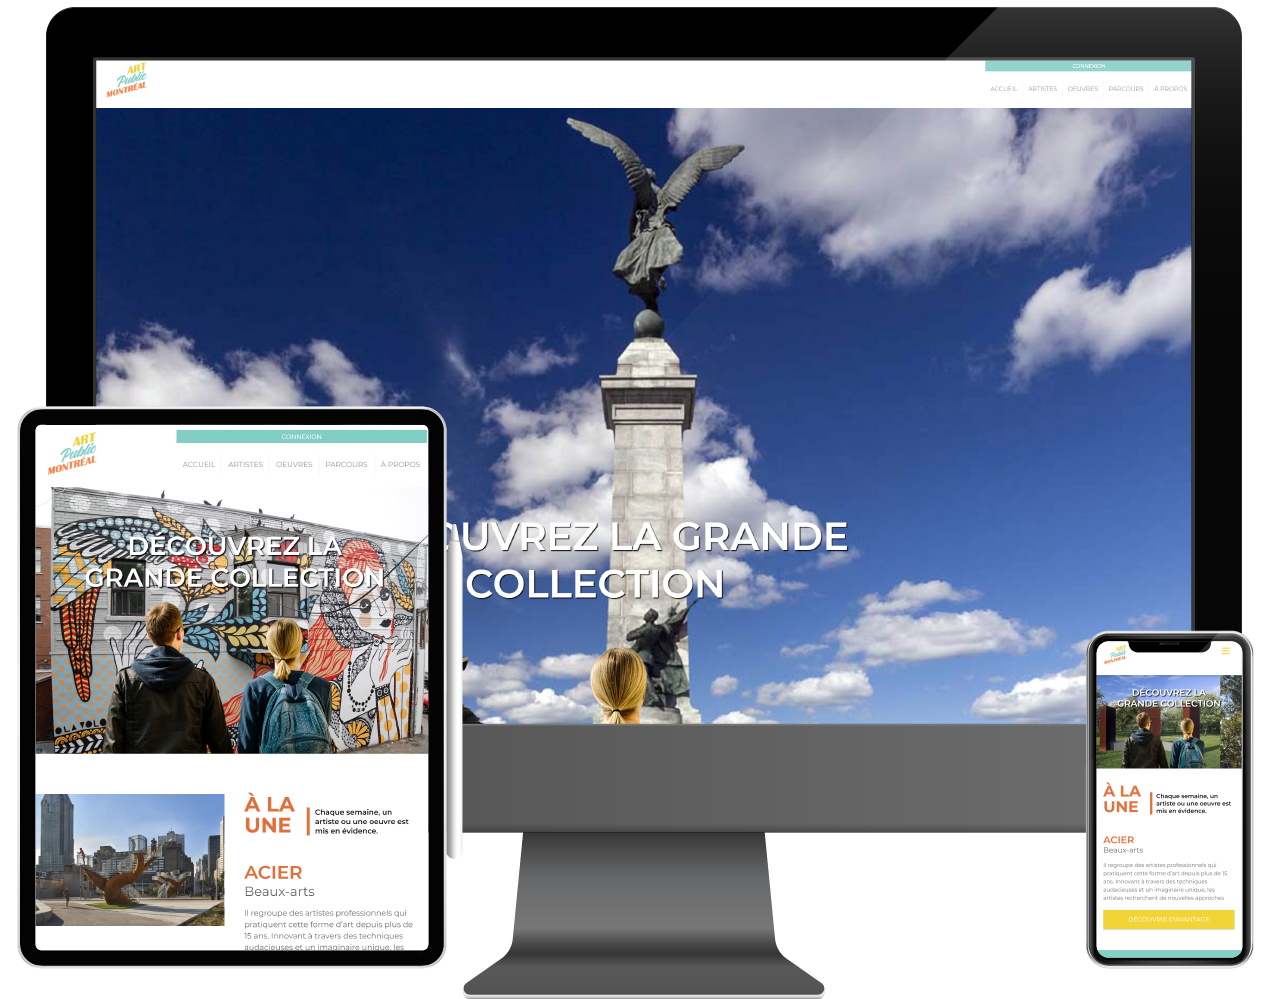 ART
Public
MONTRÉAL
CONNEXION
ACCUEIL
ARTISTES
OEUVRES
PARCOURS
À PROPOS
OUVREZ LA GRANDE
COLLECTION
ART
Public
MONTRÉAL
CONNEXION
ACCUEIL
ARTISTES
OEUVRES
PARCOURS
À PROPOS
DÉCOUVREZ LA
GRANDE COLLECTION
À LA
UNE
Chaque semaine, un
artiste ou une oeuvre est
mis en évidence.
ACIER
Beaux-arts
Il regroupe des artistes professionnels qui
pratiquent cette forme d'art depuis plus de
15 ans. Innovant à travers des techniques
audacieuses et un imaginaire unique, les
ART
Public
MONTRÉAL
DÉCOUVREZ LA
GRANDE COLLECTION
À LA
UNE
Chaque semaine, un
artiste ou une oeuvre est
mis en évidence.
ACIER
Beaux-arts
Il regroupe des artistes professionnels qui
pratiquent cette forme d'art depuis plus de 15
ans. Innovant à travers des techniques
audacieuses et un imaginaire unique, les
artistes recherchent de nouvelles approches
DÉCOUVRIR D'AVANTAGE